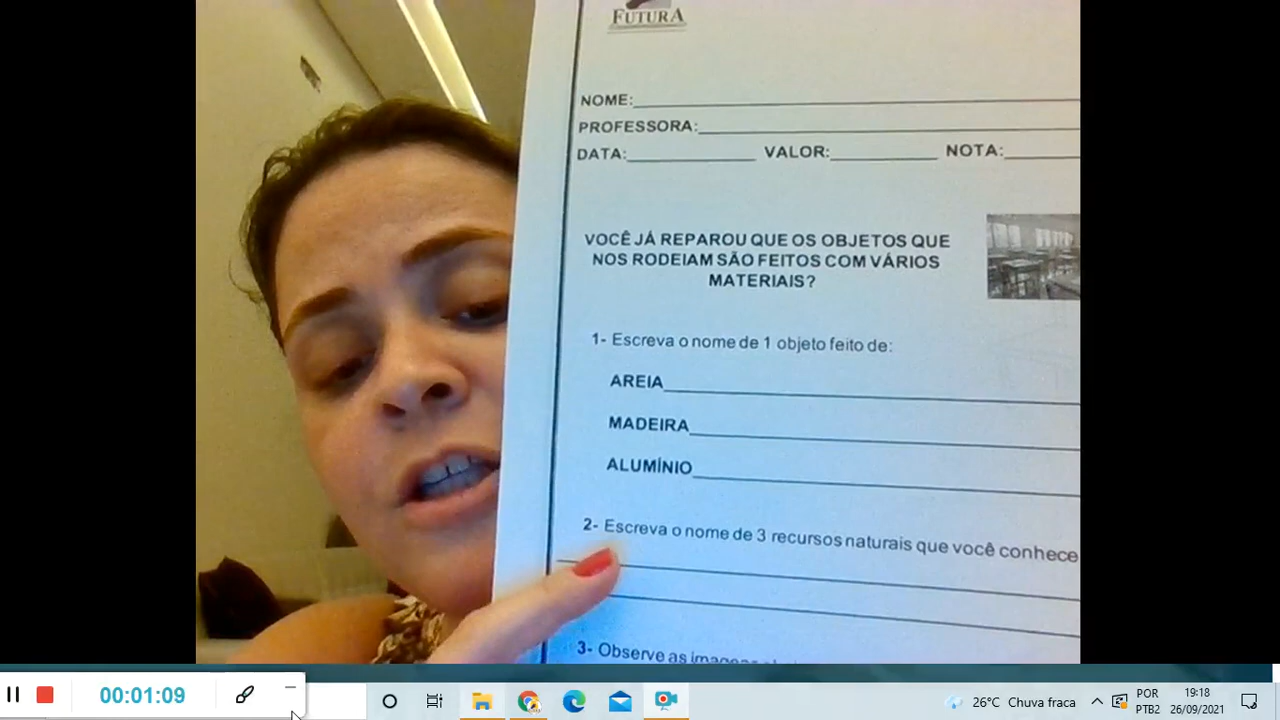 FUTURA
NOME:
PROFESSORA:
DATA: VALOR: NOTA:
VOCÊ JÁ REPAROU QUE OS OBJETOS QUE
NOS RODEIAM SÃO FEITOS COM VÁRIOS
MATERIAIS?
1- Escreva o nome de 1 objeto feito de:
AREIA
MADEIRA
ALUMÍNIO
2- Escreva o nome de 3 recursos naturais que você conhece
3- Observe as imagens
00:01:09
26°C Chuva fraca
POR
PTB2
19:18
26/09/2021